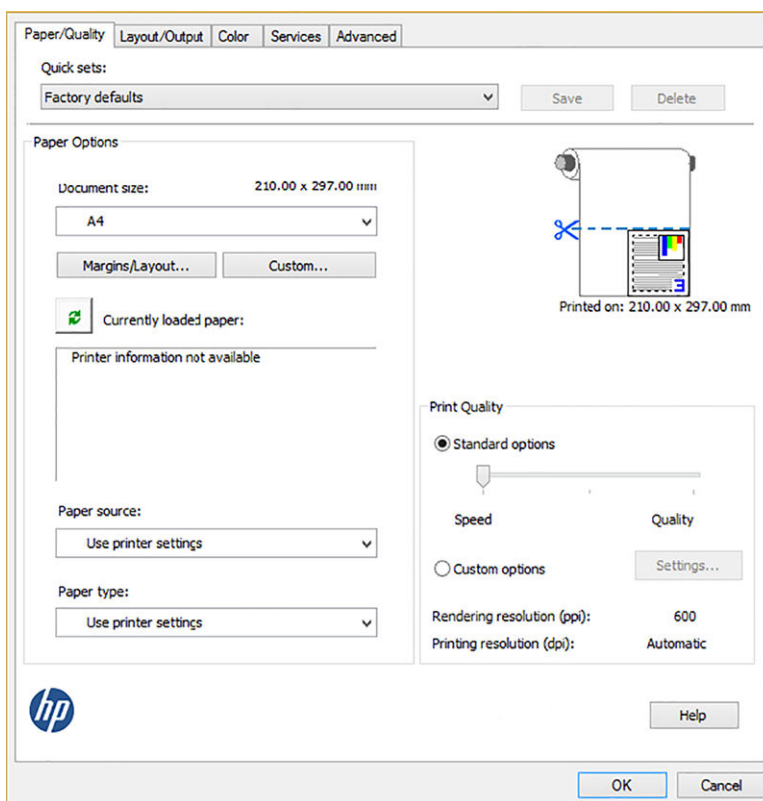 Paper/Quality Layout/Output Color Services Advanced
Quick sets:
Factory defaults Save Delete
Paper Options
Document size: 210.00 x 297.00 mm
A4
Margins/Layout... Custom...
Currently loaded paper:
Printer information not available
Paper source:
Use printer settings
Paper type:
Use printer settings
3
Printed on: 210.00 x 297.00 mm
Print Quality
Standard options
Speed Quality
Custom options Settings...
Rendering resolution (ppi): 600
Printing resolution (dpi): Automatic
hp
Help
OK Cancel